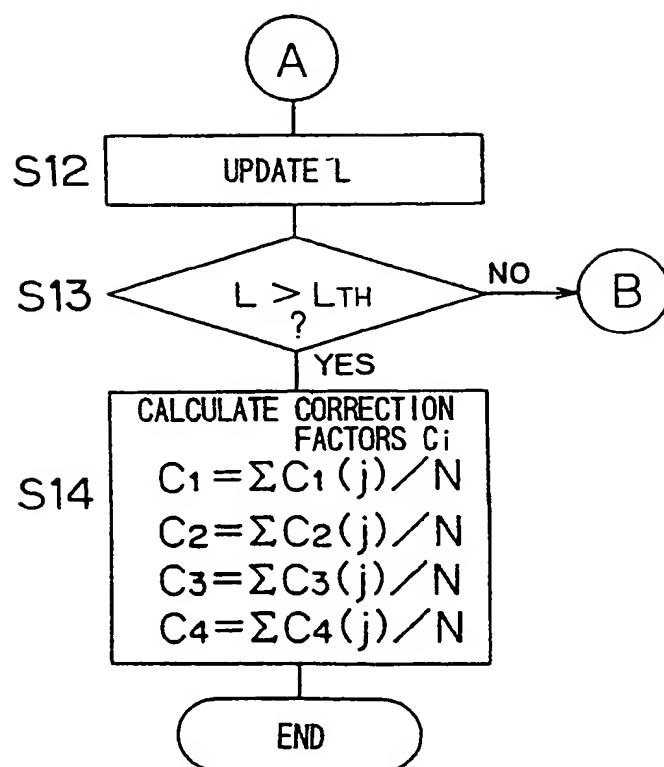 A
S12
UPDATE L
S13
L > LTH
?
NO
B
YES
S14
CALCULATE CORRECTION
FACTORS Ci
C1=ΣC1(j)/N
C2=ΣC2(j)/N
C3=ΣC3(j)/N
C4=ΣC4(j)/N
END